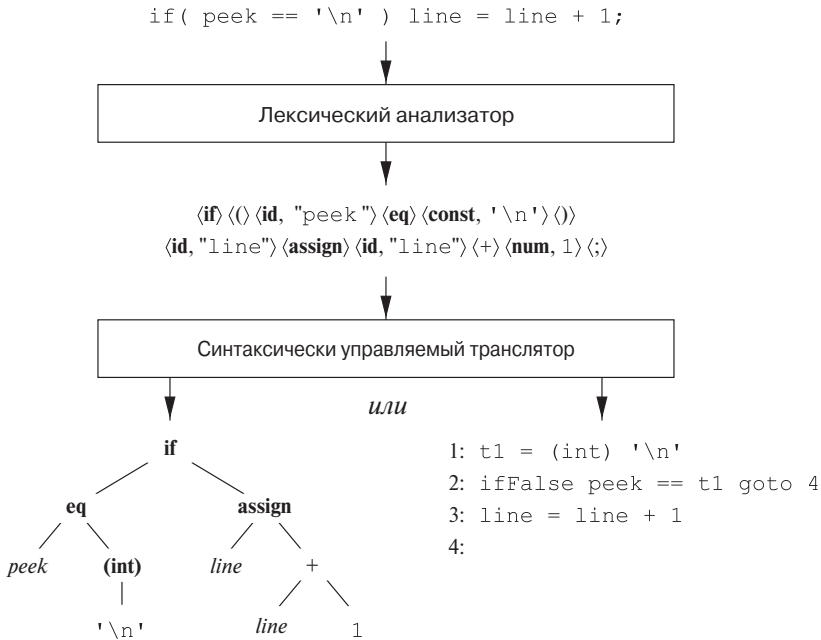 if( peek == '\n' ) line = line + 1;
Лексический анализатор
⟨if⟩ ⟨(⟩ ⟨id, "peek"⟩ ⟨eq⟩ ⟨const, '\n'⟩ ⟨)⟩
⟨id, "line"⟩ ⟨assign⟩ ⟨id, "line"⟩ ⟨+⟩ ⟨num, 1⟩ ⟨;⟩
Синтаксически управляемый транслятор
или
if
eq assign
peek (int) line +
'\n' line 1
1: t1 = (int) '\n'
2: ifFalse peek == t1 goto 4
3: line = line + 1
4: